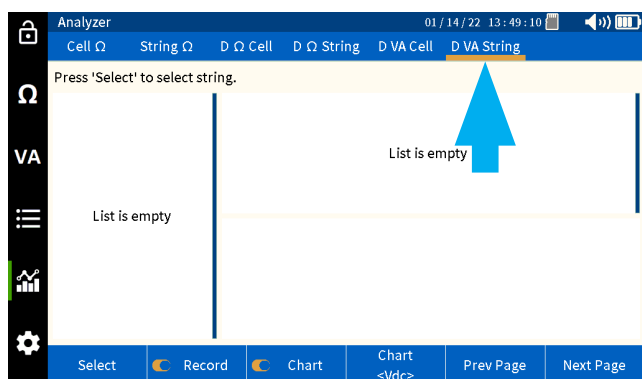 Analyzer 01/14/22 13:49:10
Cell Ω String Ω D Ω Cell D Ω String D VA Cell D VA String
Press 'Select' to select string.
Ω
List is empty
VA
List is empty
Select Record Chart Chart <Vdc> Prev Page Next Page